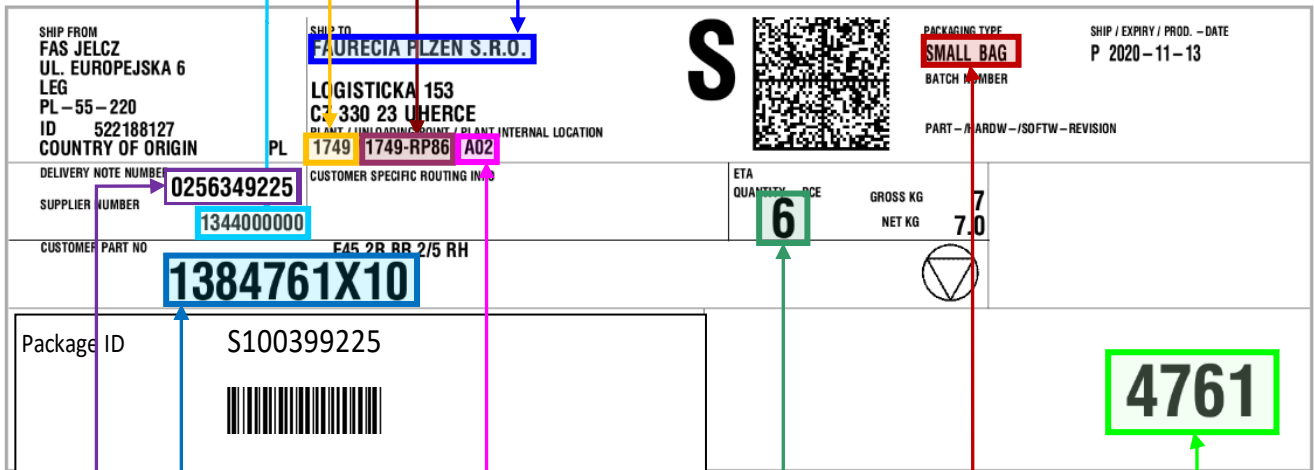 SHIP FROM
FAS JELCZ
UL. EUROPEJSKA 6
LEG
PL-55-220
ID 522188127
COUNTRY OF ORIGIN PL
SHIP TO
FAURECIA PLZEN S.R.O.
LOGISTICKA 153
CZ 330 23 UHERCE
PLANT / UNLOADING POINT / PLANT INTERNAL LOCATION
1749 1749-RP86 A02
S
PACKAGING TYPE
SMALL BAG
BATCH NUMBER
PART-/HARDW-/SOFTW-REVISION
SHIP / EXPIRY / PROD. -DATE
P 2020-11-13
DELIVERY NOTE NUMBER
0256349225
SUPPLIER NUMBER
1344000000
CUSTOMER SPECIFIC ROUTING INFO
ETA
QUANTITY PCE
6
GROSS KG 7
NET KG 7.0
CUSTOMER PART NO
F45 2R BR 2/5 RH
1384761X10
Package ID S100399225
4761